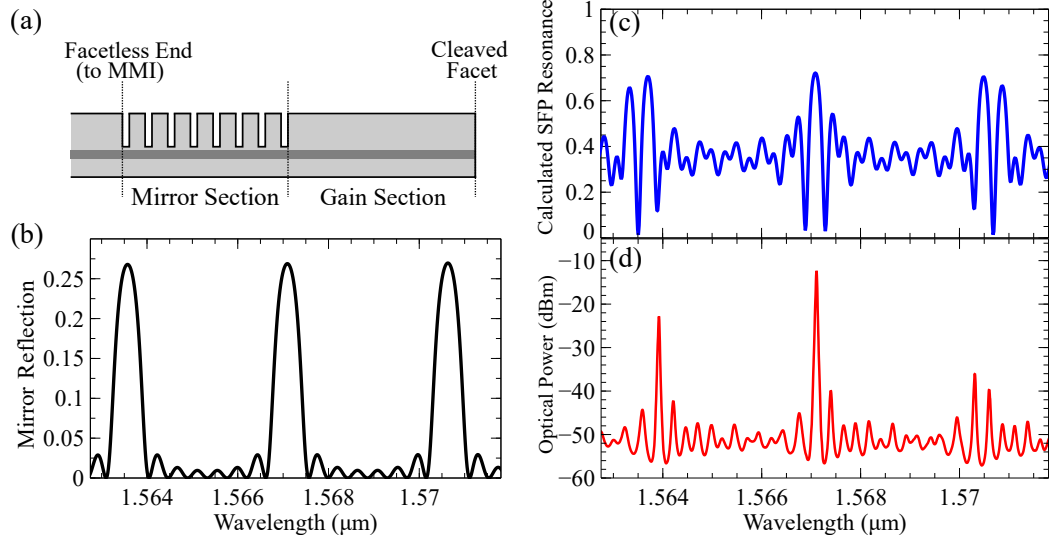 (a)
Facetless End
(to MMI)
Cleaved
Facet
Mirror Section
Gain Section
(b)
Mirror Reflection
0.25
0.2
0.15
0.1
0.05
0
1.564
1.566
1.568
1.57
Wavelength (μm)
(c)
Calculated SFP Resonance
1
0.8
0.6
0.4
0.2
0
(d)
Optical Power (dBm)
−10
−20
−30
−40
−50
−60
1.564
1.566
1.568
1.57
Wavelength (μm)